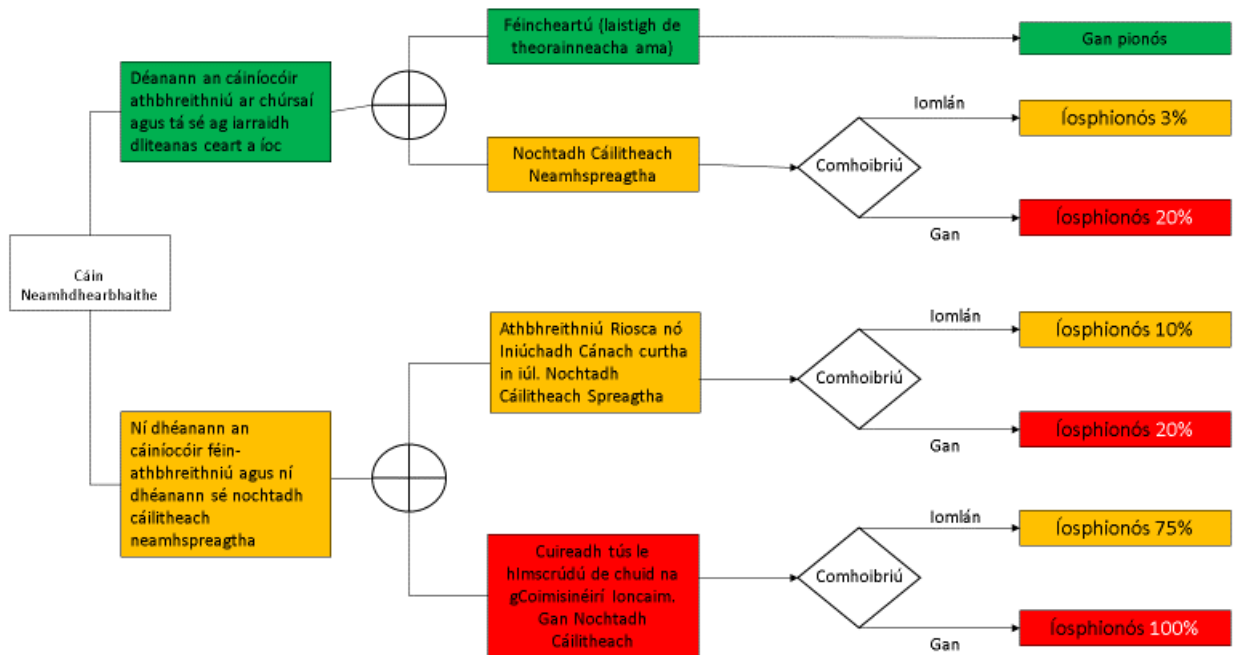 Cáin
Neamhdhearbhaithe
Déanann an cáiníocóir
athbhreithniú ar chúrsaí
agus tá sé ag iarraidh
dliteanas ceart a íoc
Féincheartú (laistigh de
theorainneacha ama)
Gan pionós
Nochtadh Cáilitheach
Neamhspreagtha
Comhoibriú
Iomlán
Íosphionós 3%
Gan
Íosphionós 20%
Ní dhéanann an
cáiníocóir féin-
athbhreithniú agus ní
dhéanann sé nochtadh
cáilitheach
neamhspreagtha
Athbhreithniú Riosca nó
Iniúchadh Cánach curtha
in iúl. Nochtadh
Cáilitheach Spreagtha
Comhoibriú
Iomlán
Íosphionós 10%
Gan
Íosphionós 20%
Cuireadh tús le
hImscrúdú de chuid na
gCoimisinéirí Ioncaim.
Gan Nochtadh
Cáilitheach
Comhoibriú
Iomlán
Íosphionós 75%
Gan
Íosphionós 100%